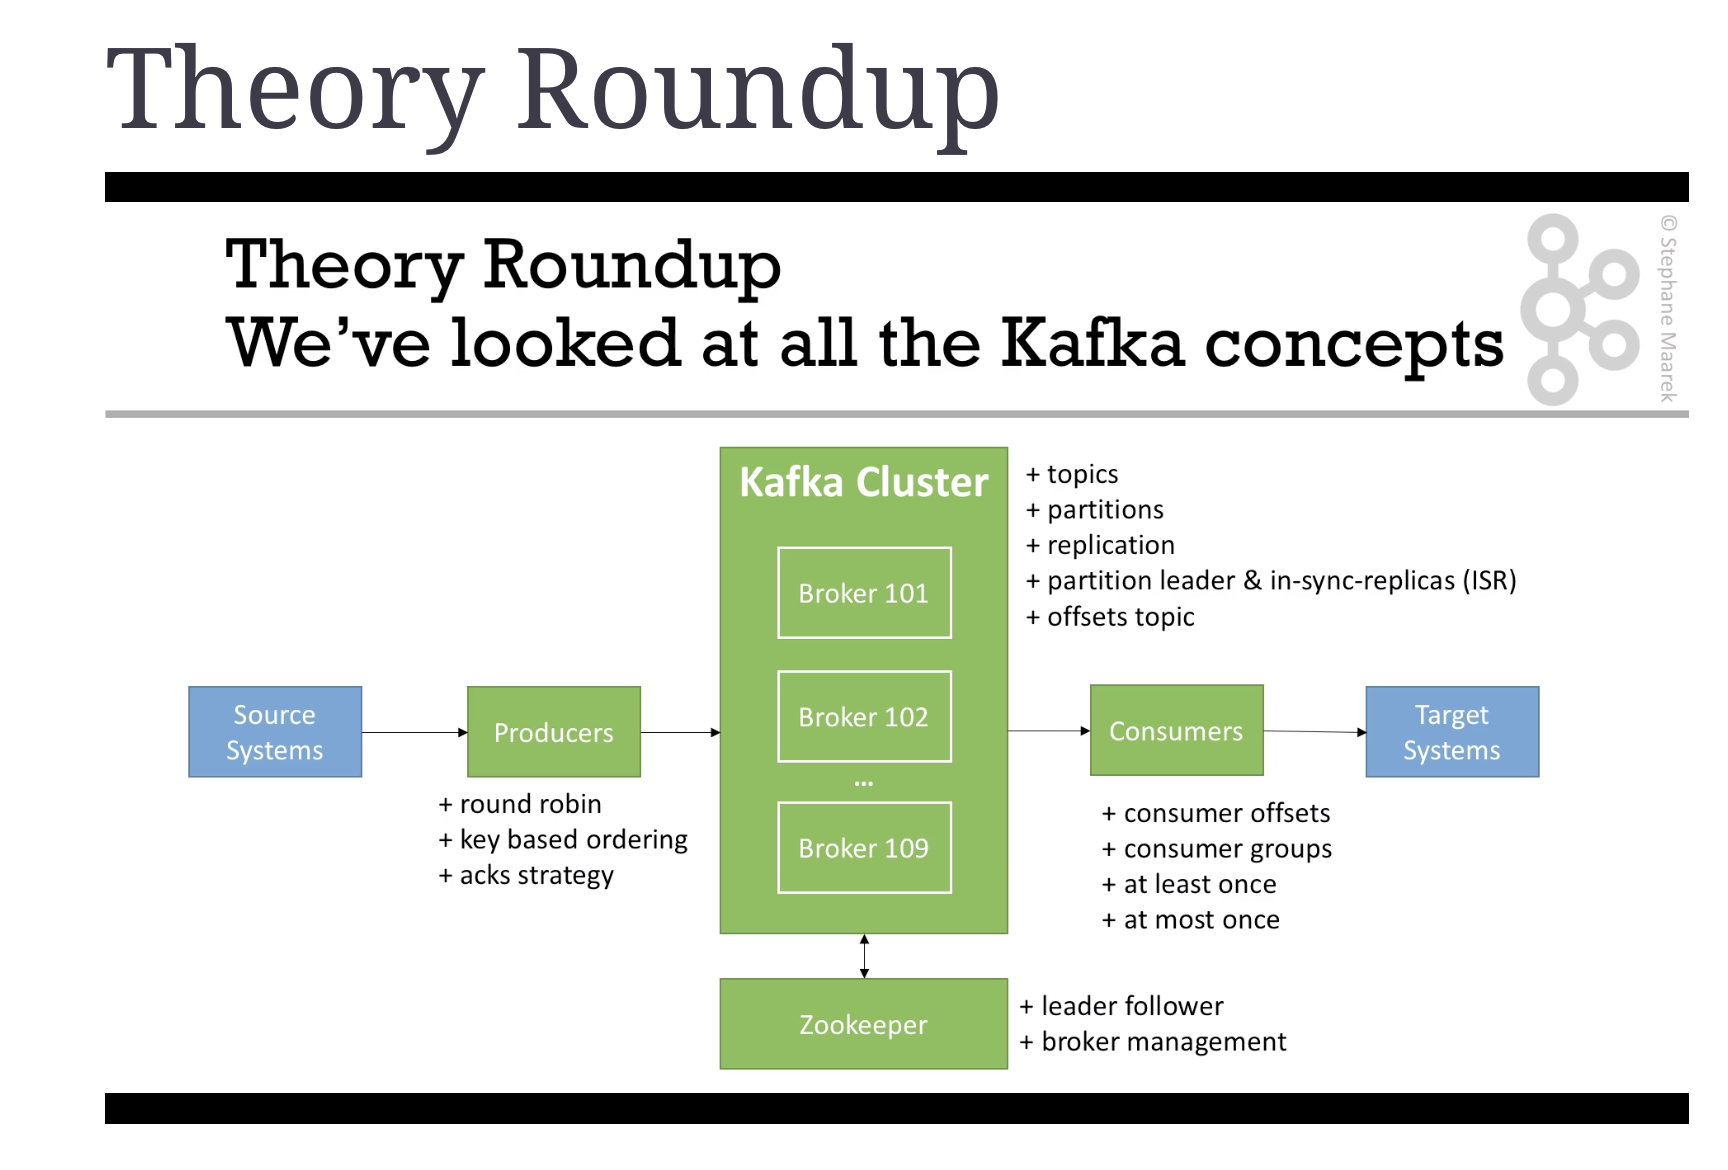 Theory Roundup
Theory Roundup
We’ve looked at all the Kafka concepts
© Stephane Maarek
Kafka Cluster
Broker 101
Broker 102
...
Broker 109
+ topics
+ partitions
+ replication
+ partition leader & in-sync-replicas (ISR)
+ offsets topic
Source
Systems
Producers
+ round robin
+ key based ordering
+ acks strategy
Consumers
+ consumer offsets
+ consumer groups
+ at least once
+ at most once
Target
Systems
Zookeeper
+ leader follower
+ broker management